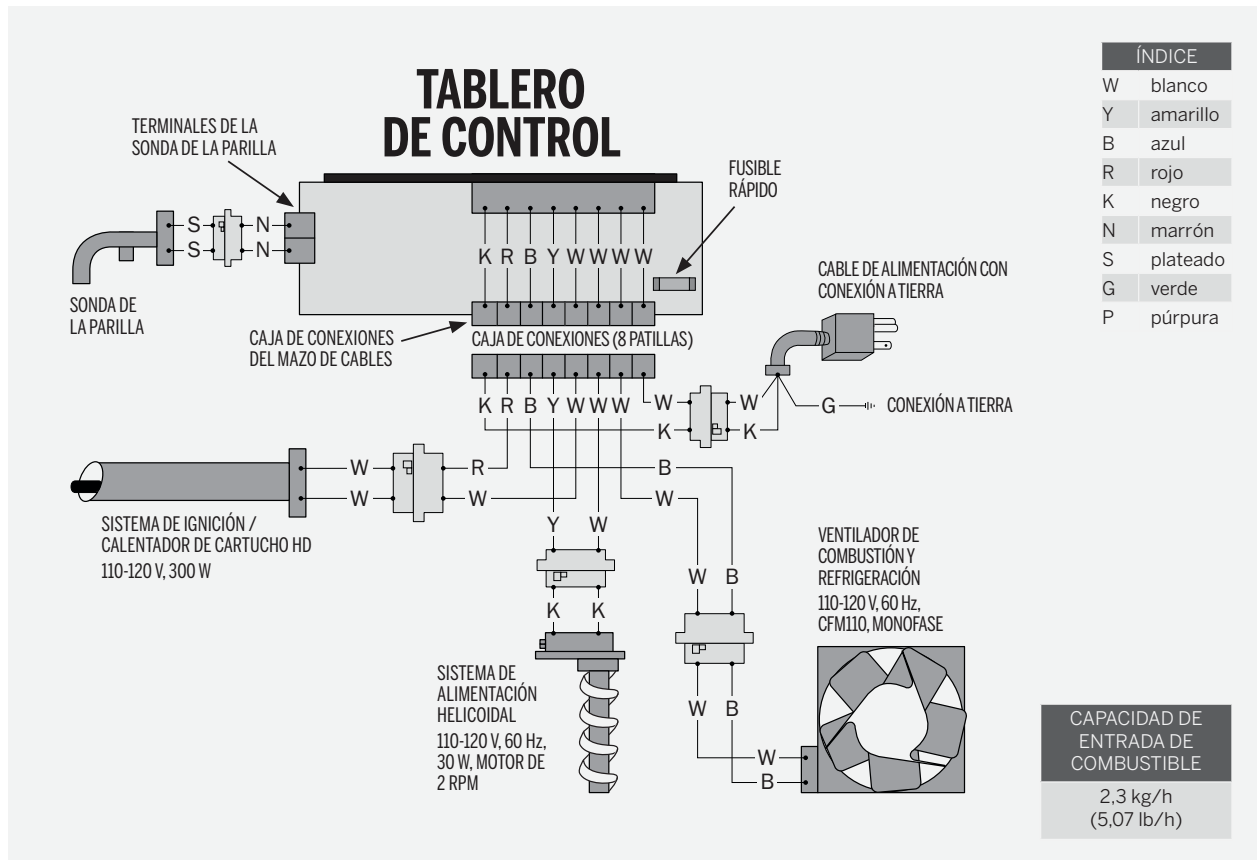 TABLERO
DE CONTROL
TERMINALES DE LA
SONDA DE LA PARILLA
FUSIBLE
RÁPIDO
S N
S N
K R B Y W W W W
SONDA DE
LA PARILLA
CAJA DE CONEXIONES
DEL MAZO DE CABLES
CAJA DE CONEXIONES (8 PATILLAS)
CABLE DE ALIMENTACIÓN CON
CONEXIÓN A TIERRA
K R B Y W W W W W
K K
G CONEXIÓN A TIERRA
W R B
W W W
SISTEMA DE IGNICIÓN /
CALENTADOR DE CARTUCHO HD
110-120 V, 300 W
Y W
W B
K K
SISTEMA DE
ALIMENTACIÓN
HELICOIDAL
110-120 V, 60 Hz,
30 W, MOTOR DE
2 RPM
W B
W
B
VENTILADOR DE
COMBUSTIÓN Y
REFRIGERACIÓN
110-120 V, 60 Hz,
CFM110, MONOFASE
ÍNDICE
W blanco
Y amarillo
B azul
R rojo
K negro
N marrón
S plateado
G verde
P púrpura
CAPACIDAD DE
ENTRADA DE
COMBUSTIBLE
2,3 kg/h
(5,07 lb/h)